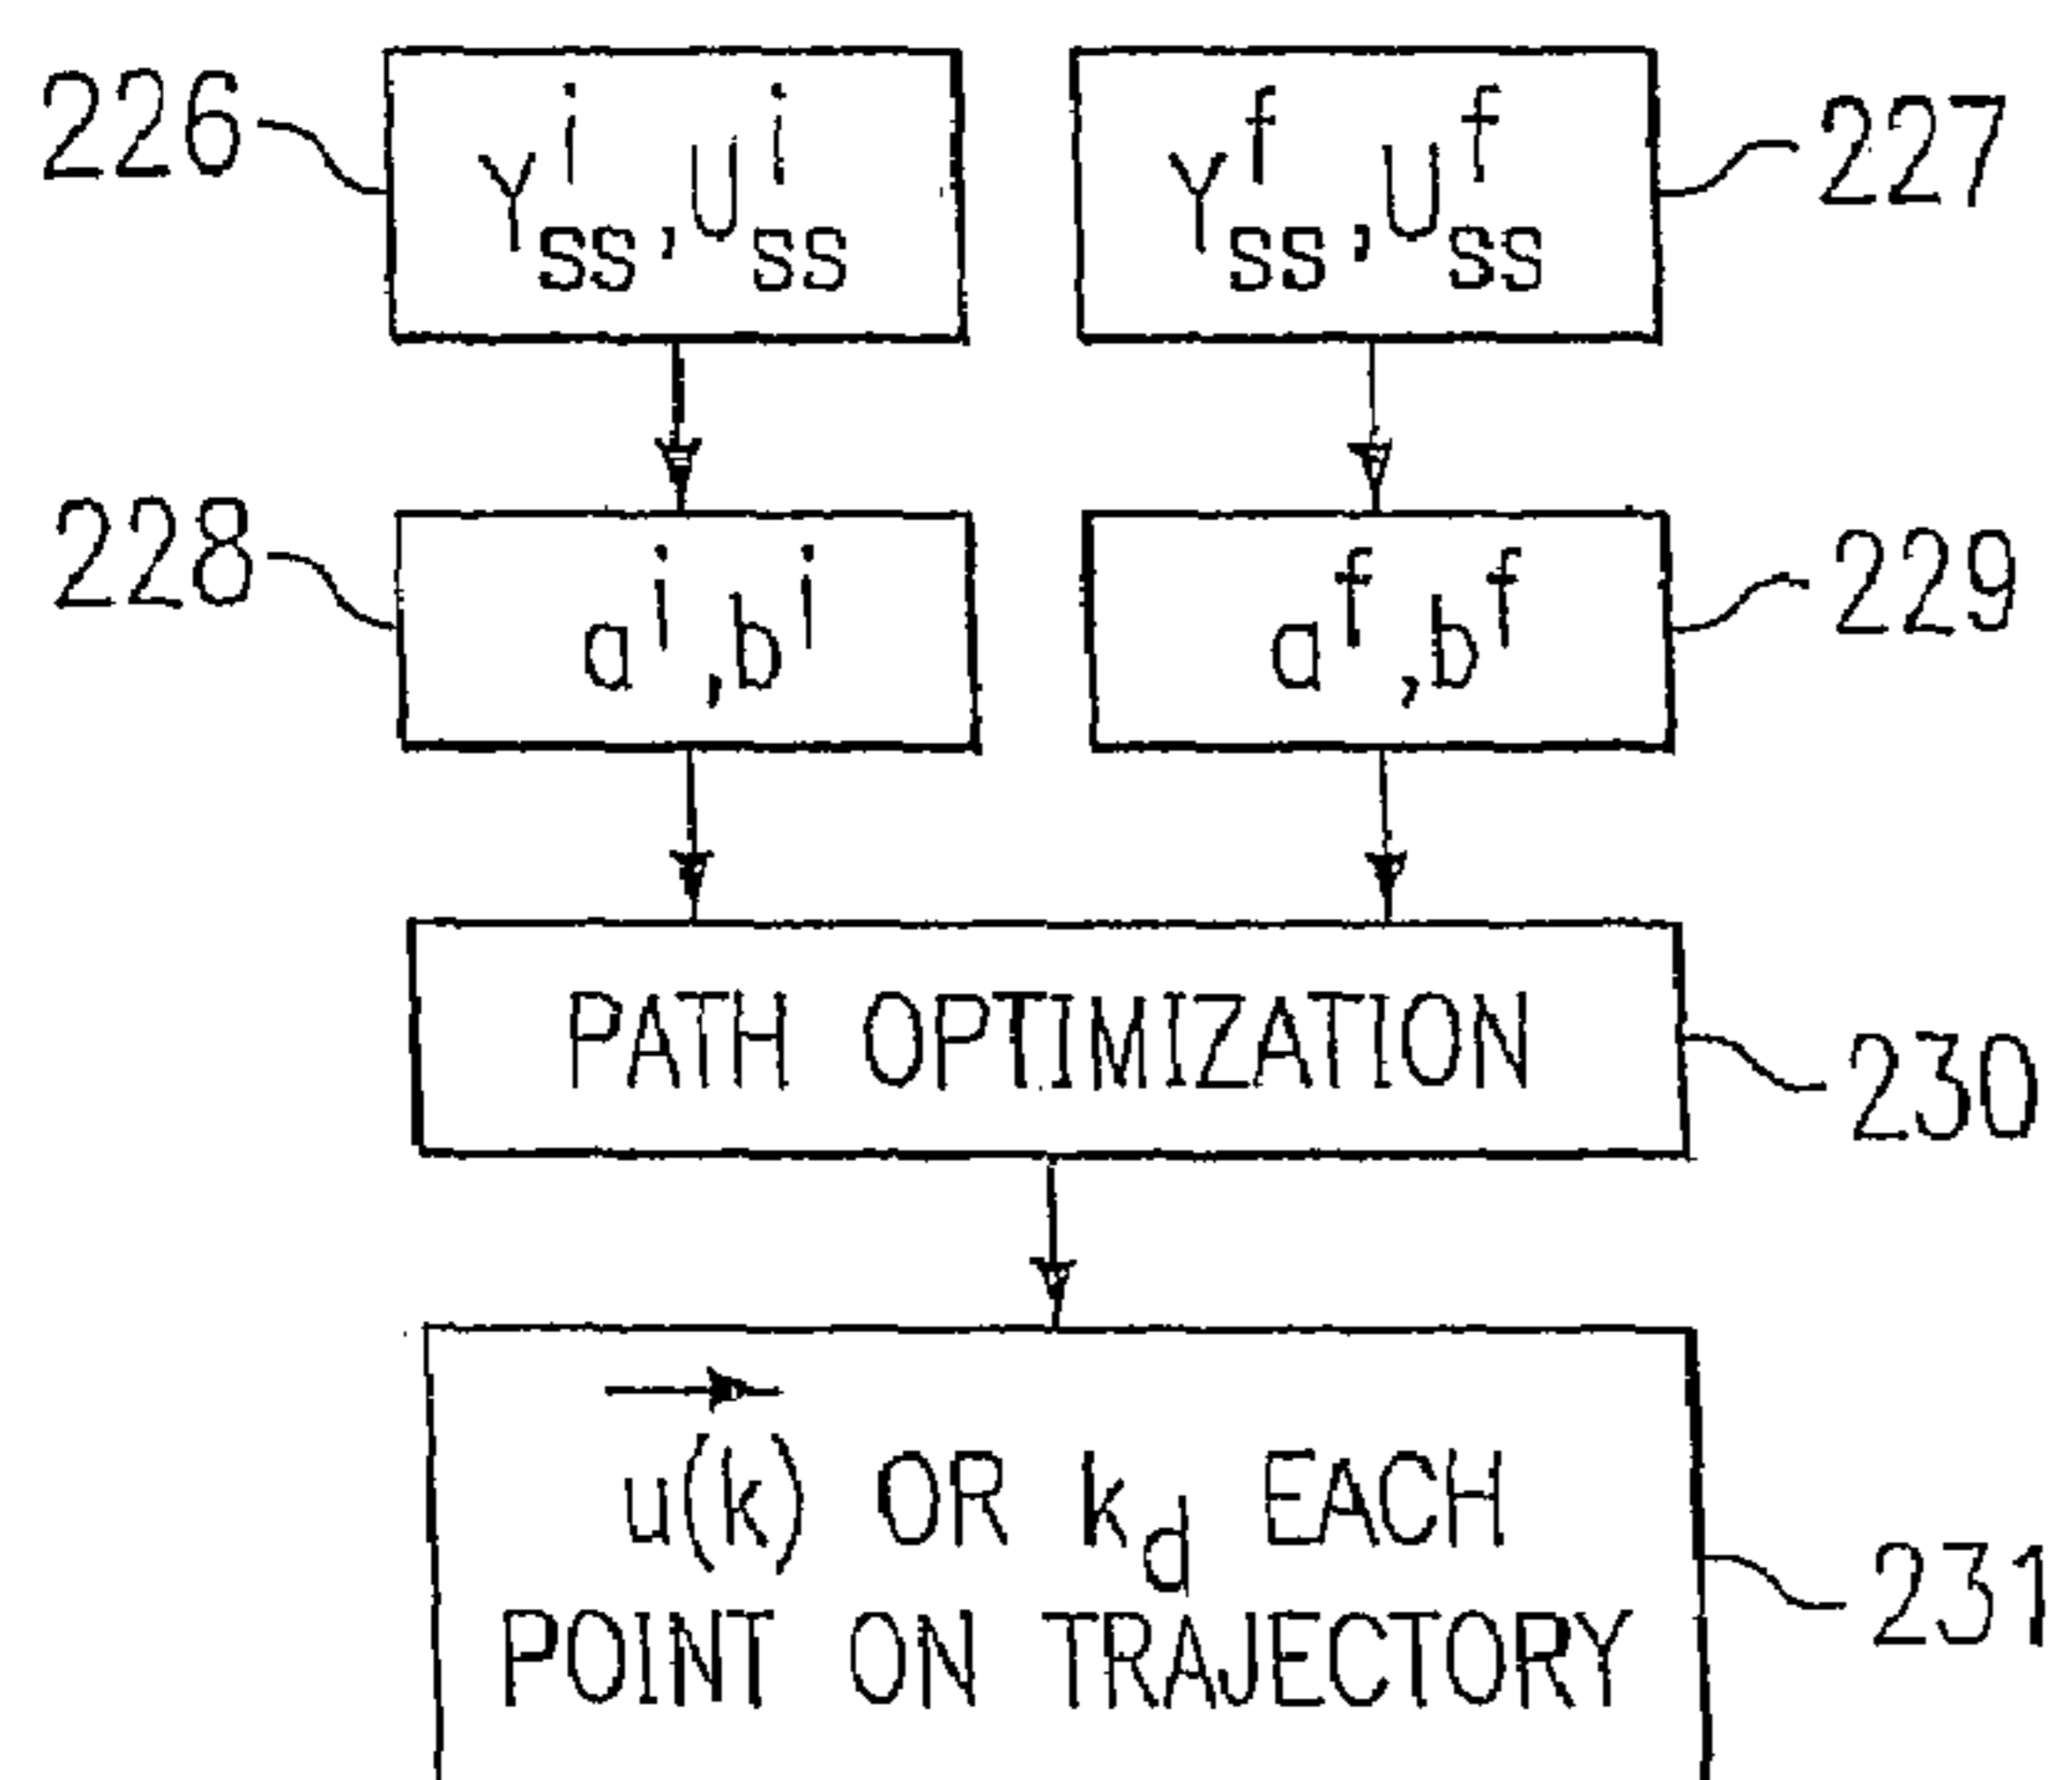 226
Y^i_ss, U^i_ss
Y^f_ss, U^f_ss
227
228
a^i, b^i
a^f, b^f
229
PATH OPTIMIZATION
230
u(k) OR k_d EACH
POINT ON TRAJECTORY
231